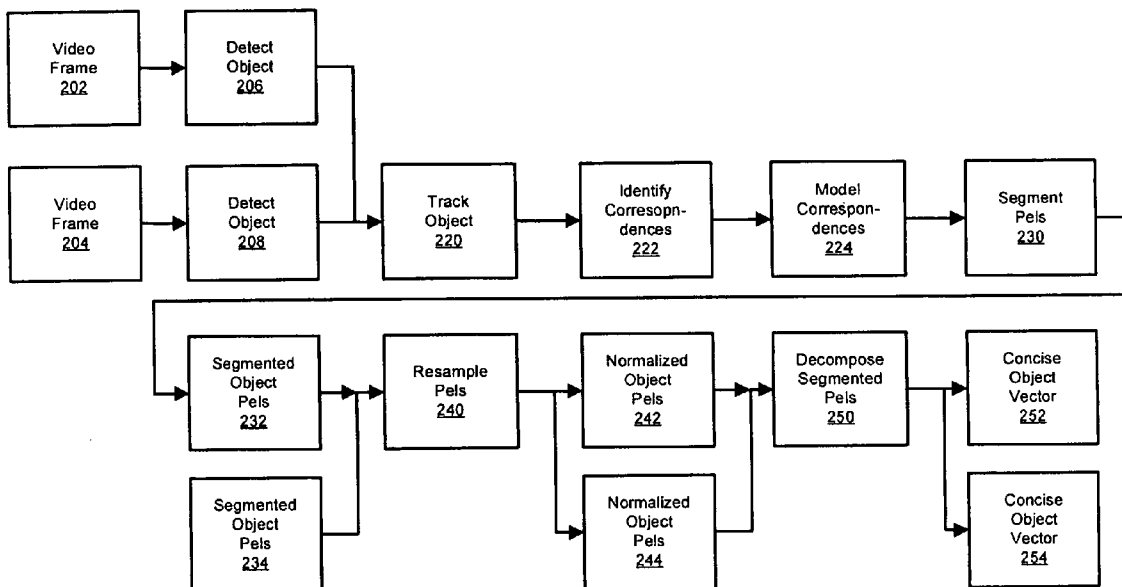 Video
Frame
202
Detect
Object
206
Video
Frame
204
Detect
Object
208
Track
Object
220
Identify
Corresopn-
dences
222
Model
Correspon-
dences
224
Segment
Pels
230
Segmented
Object
Pels
232
Resample
Pels
240
Normalized
Object
Pels
242
Decompose
Segmented
Pels
250
Concise
Object
Vector
252
Segmented
Object
Pels
234
Normalized
Object
Pels
244
Concise
Object
Vector
254